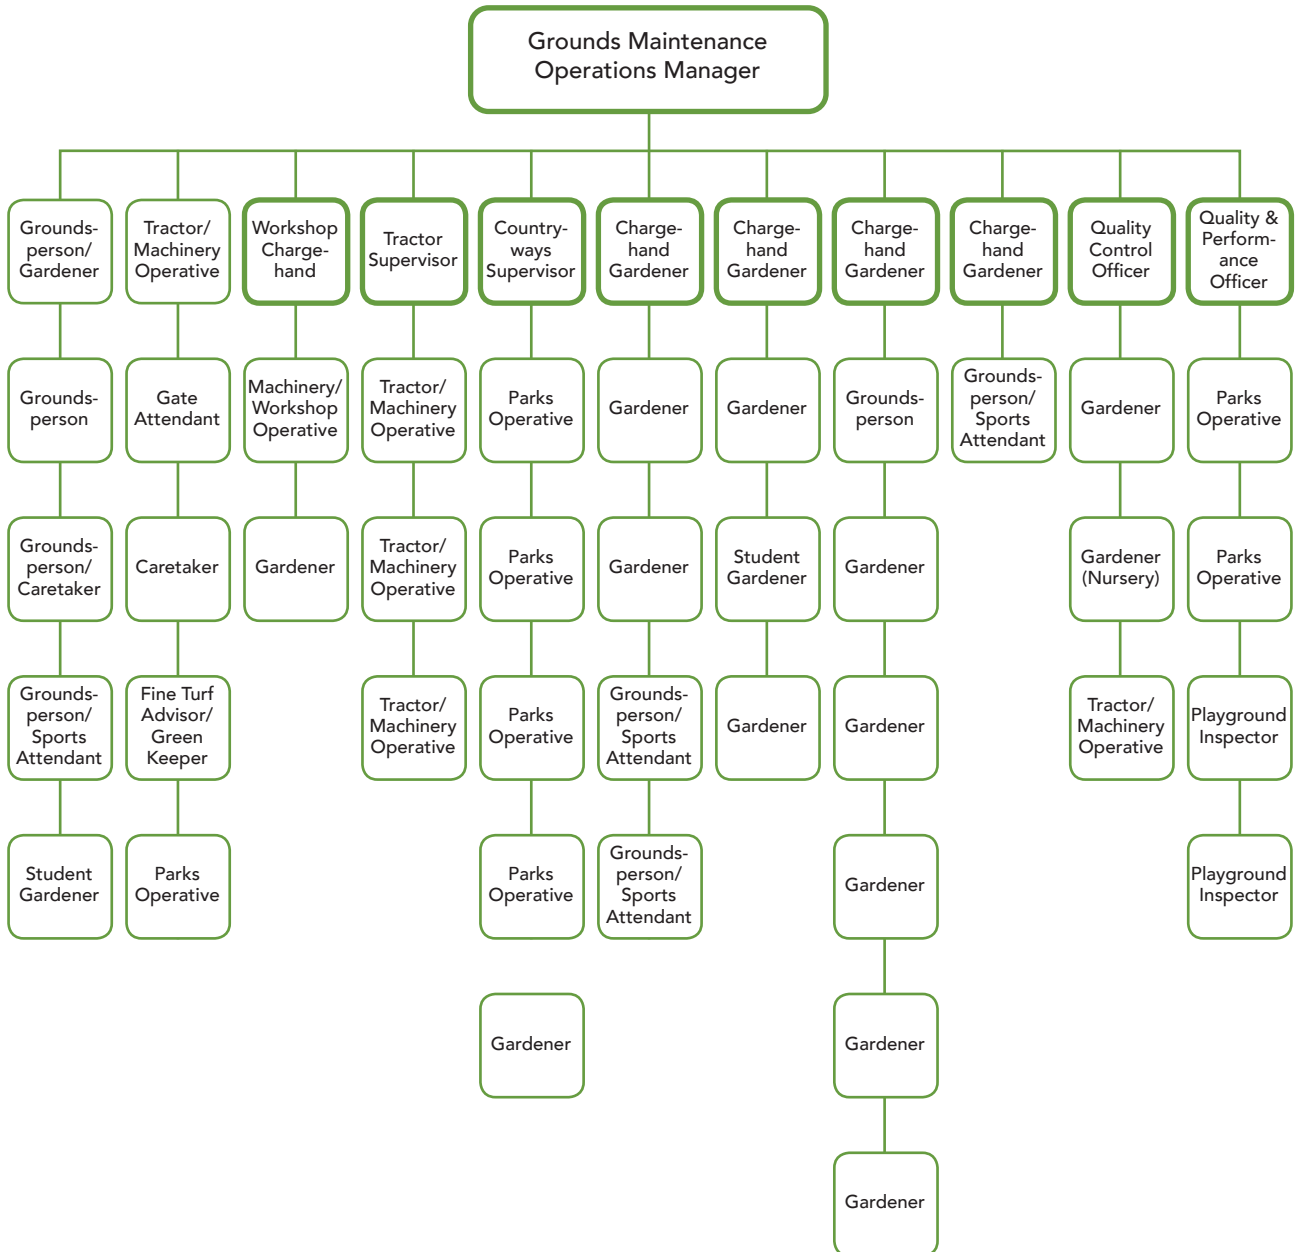 Grounds Maintenance
Operations Manager
Grounds-
person/
Gardener
Tractor/
Machinery
Operative
Workshop
Charge-
hand
Tractor
Supervisor
Country-
ways
Supervisor
Charge-
hand
Gardener
Charge-
hand
Gardener
Charge-
hand
Gardener
Charge-
hand
Gardener
Quality
Control
Officer
Quality &
Perform-
ance
Officer
Grounds-
person
Gate
Attendant
Machinery/
Workshop
Operative
Tractor/
Machinery
Operative
Parks
Operative
Gardener
Gardener
Grounds-
person
Grounds-
person/
Sports
Attendant
Gardener
Parks
Operative
Grounds-
person/
Caretaker
Caretaker
Gardener
Tractor/
Machinery
Operative
Parks
Operative
Gardener
Student
Gardener
Gardener
Gardener
(Nursery)
Parks
Operative
Grounds-
person/
Sports
Attendant
Fine Turf
Advisor/
Green
Keeper
Tractor/
Machinery
Operative
Parks
Operative
Grounds-
person/
Sports
Attendant
Gardener
Gardener
Tractor/
Machinery
Operative
Playground
Inspector
Student
Gardener
Parks
Operative
Parks
Operative
Grounds-
person/
Sports
Attendant
Gardener
Playground
Inspector
Gardener
Gardener
Gardener